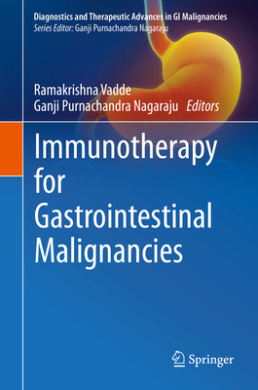 Diagnostics and Therapeutic Advances in GI Malignancies
Series Editor: Ganji Purnachandra Nagaraju
Ramakrishna Vadde
Ganji Purnachandra Nagaraju Editors
Immunotherapy
for
Gastrointestinal
Malignancies
Springer